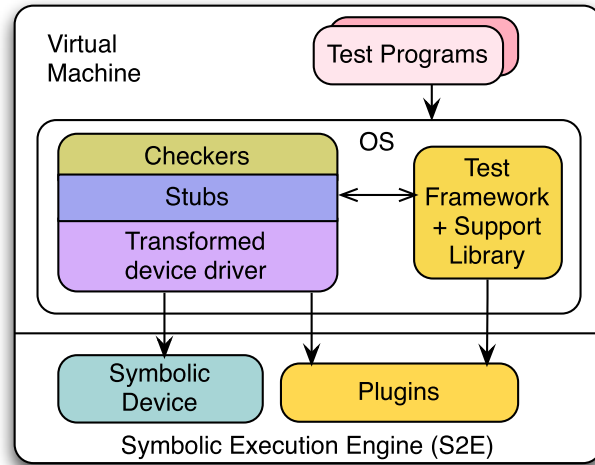 Virtual
Machine
Test Programs
OS
Checkers
Stubs
Transformed
device driver
Test
Framework
+ Support
Library
Symbolic
Device
Plugins
Symbolic Execution Engine (S2E)